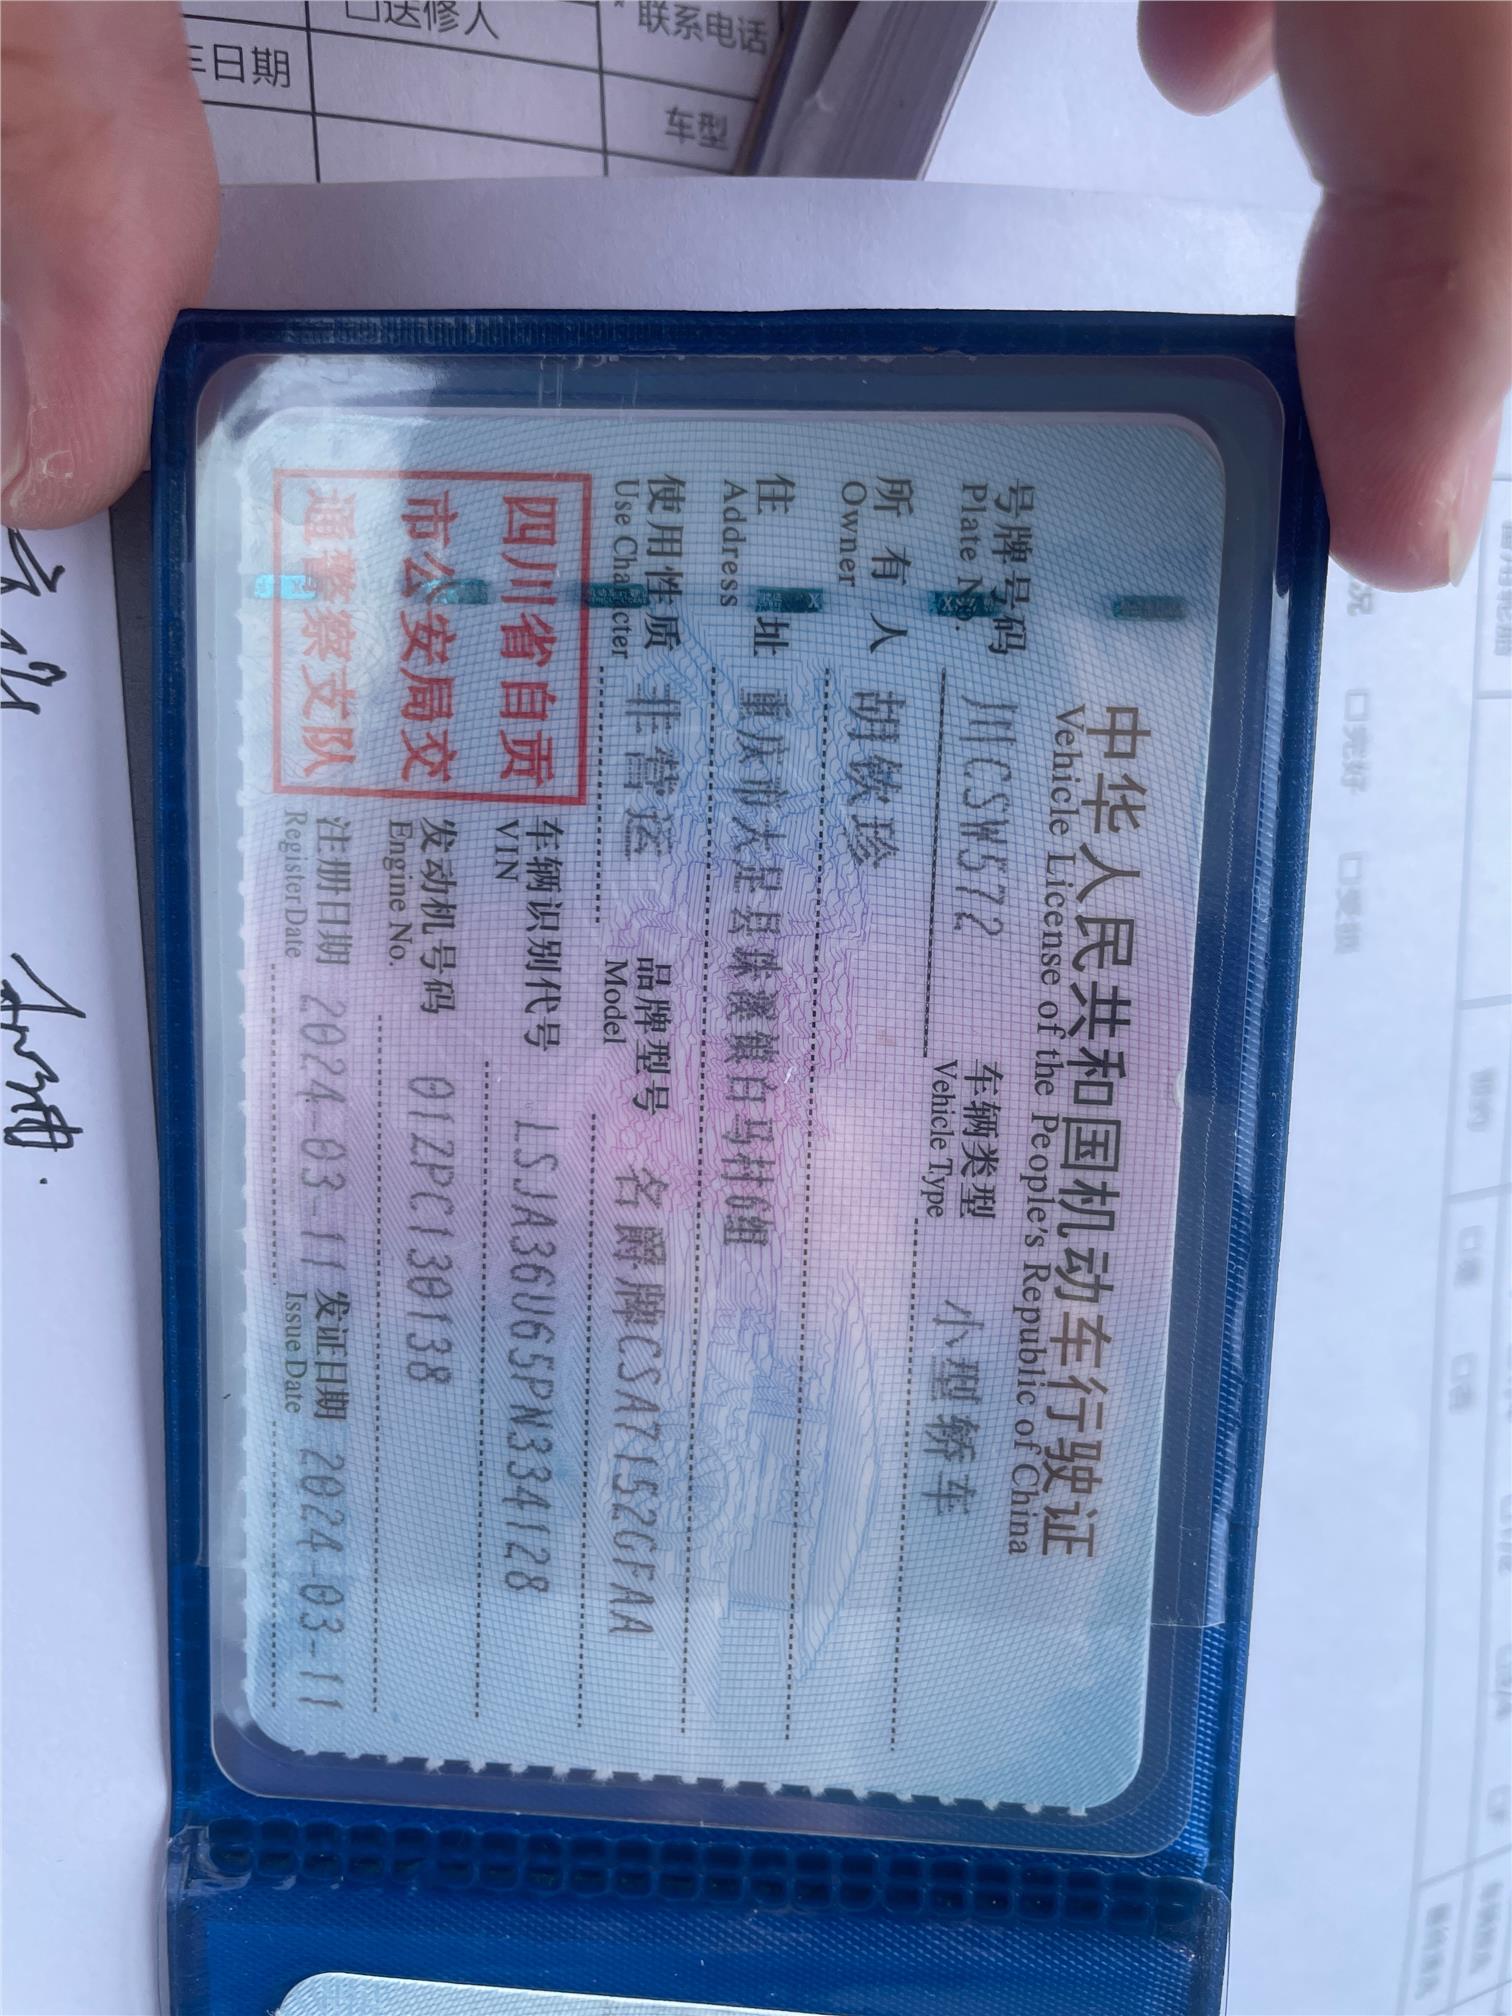 □送修人
联系电话
日期
车型
中华人民共和国机动车行驶证
Vehicle License of the People's Republic of China
号牌号码 川CSW572 车辆类型 小型轿车
Plate No. Vehicle Type
所有人 胡钦珍
Owner
住址 重庆市大足县珠溪镇白马村6组
Address
使用性质 非营运 品牌型号 名爵牌CSA7152GFAA
Use Character Model
四川省自贡
市公安局交
通警察支队
车辆识别代号 LSJA36U65PN334128
VIN
发动机号码 01ZPC130138
Engine No.
注册日期 2024-03-11 发证日期 2024-03-11
Register Date Issue Date
况 □完好